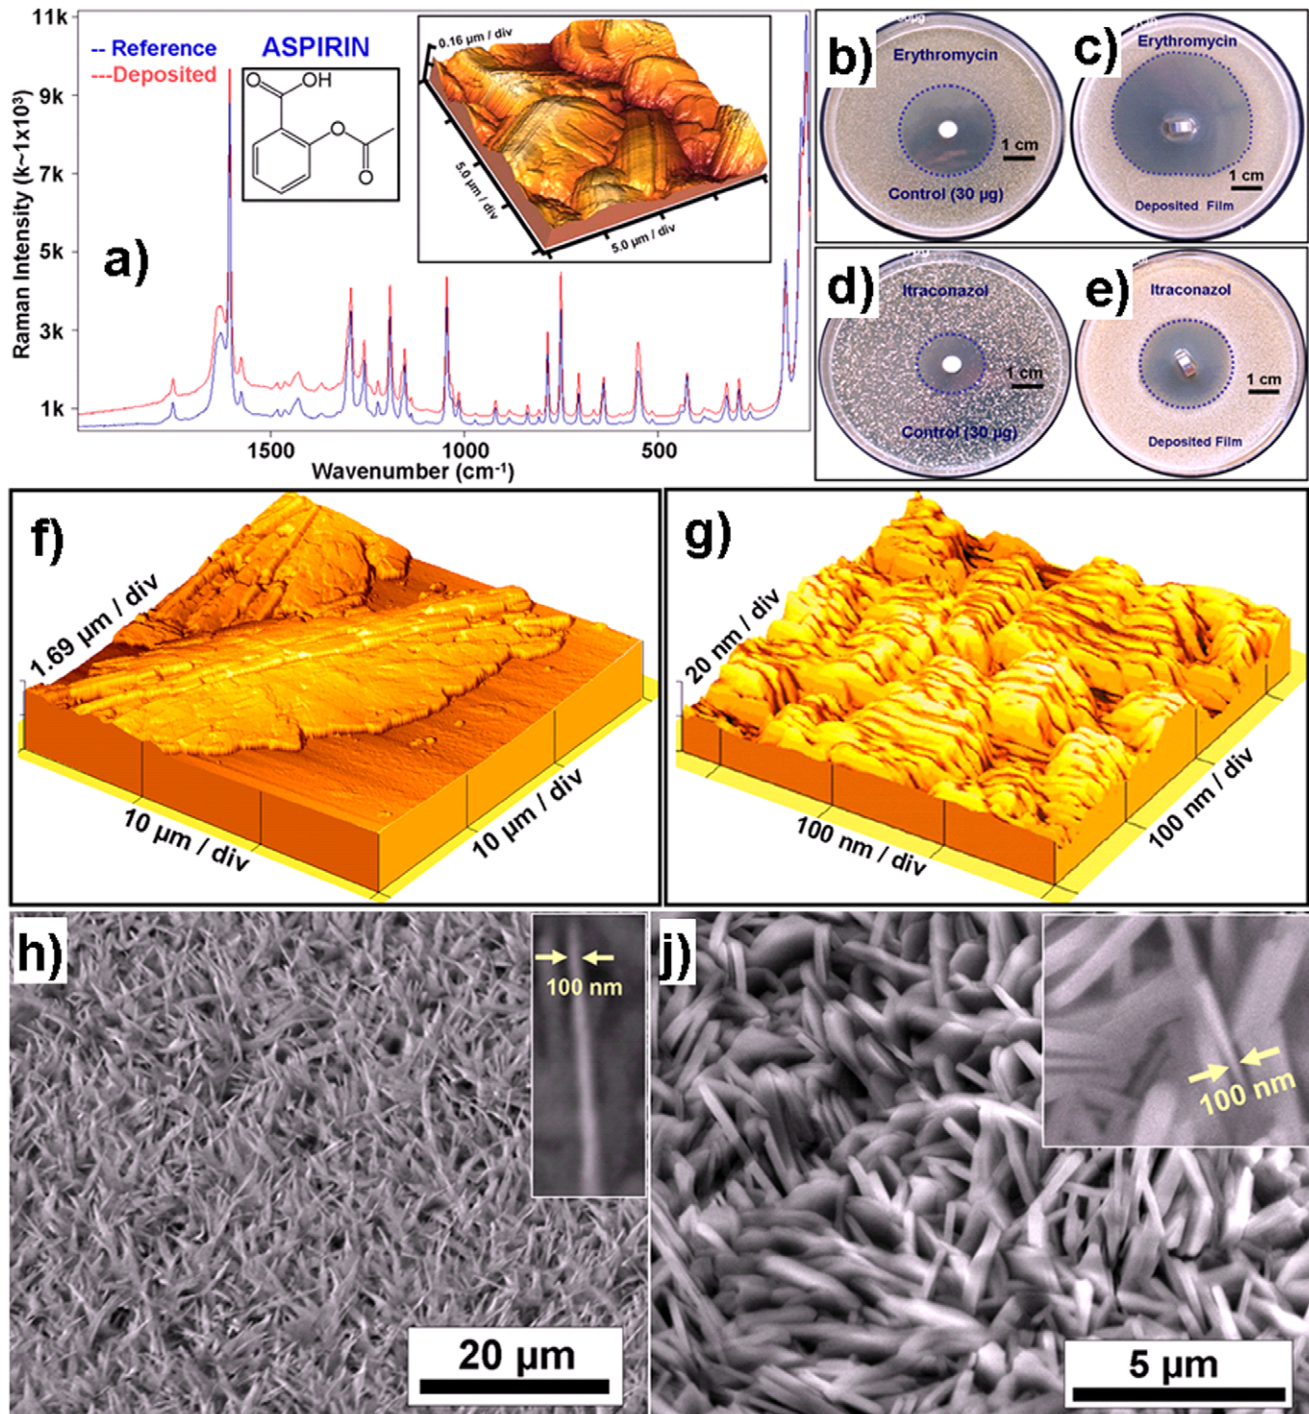 11k
9k
7k
5k
3k
1k
Raman Intensity (k~1x10³)
-- Reference
---Deposited
ASPIRIN
O
OH
O
O
a)
0.16 µm / div
5.0 µm / div
5.0 µm / div
1500
1000
500
Wavenumber (cm⁻¹)
b)
Erythromycin
1 cm
Control (30 µg)
c)
Erythromycin
1 cm
Deposited Film
d)
Itraconazol
1 cm
Control (30 µg)
e)
Itraconazol
1 cm
Deposited Film
f)
1.69 µm / div
10 µm / div
10 µm / div
g)
20 nm / div
100 nm / div
100 nm / div
h)
100 nm
20 µm
j)
100 nm
5 µm